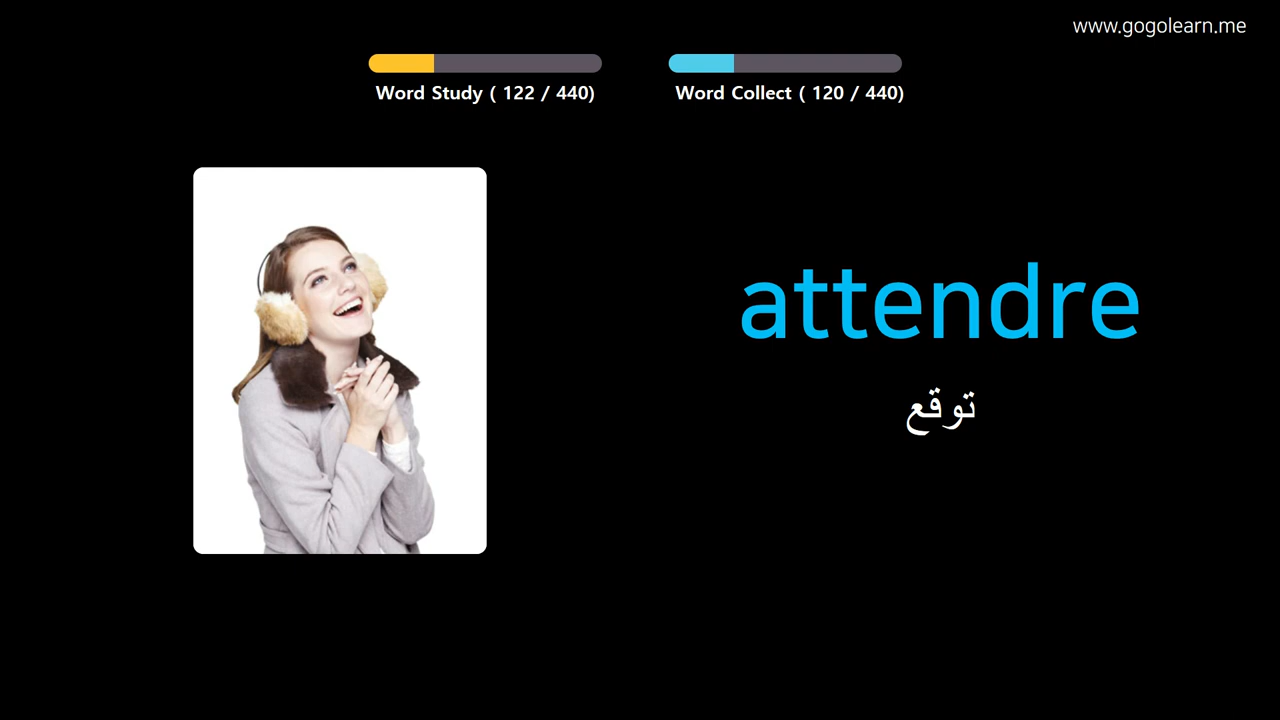 www.gogolearn.me
Word Study ( 122 / 440)
Word Collect ( 120 / 440)
attendre
توقع